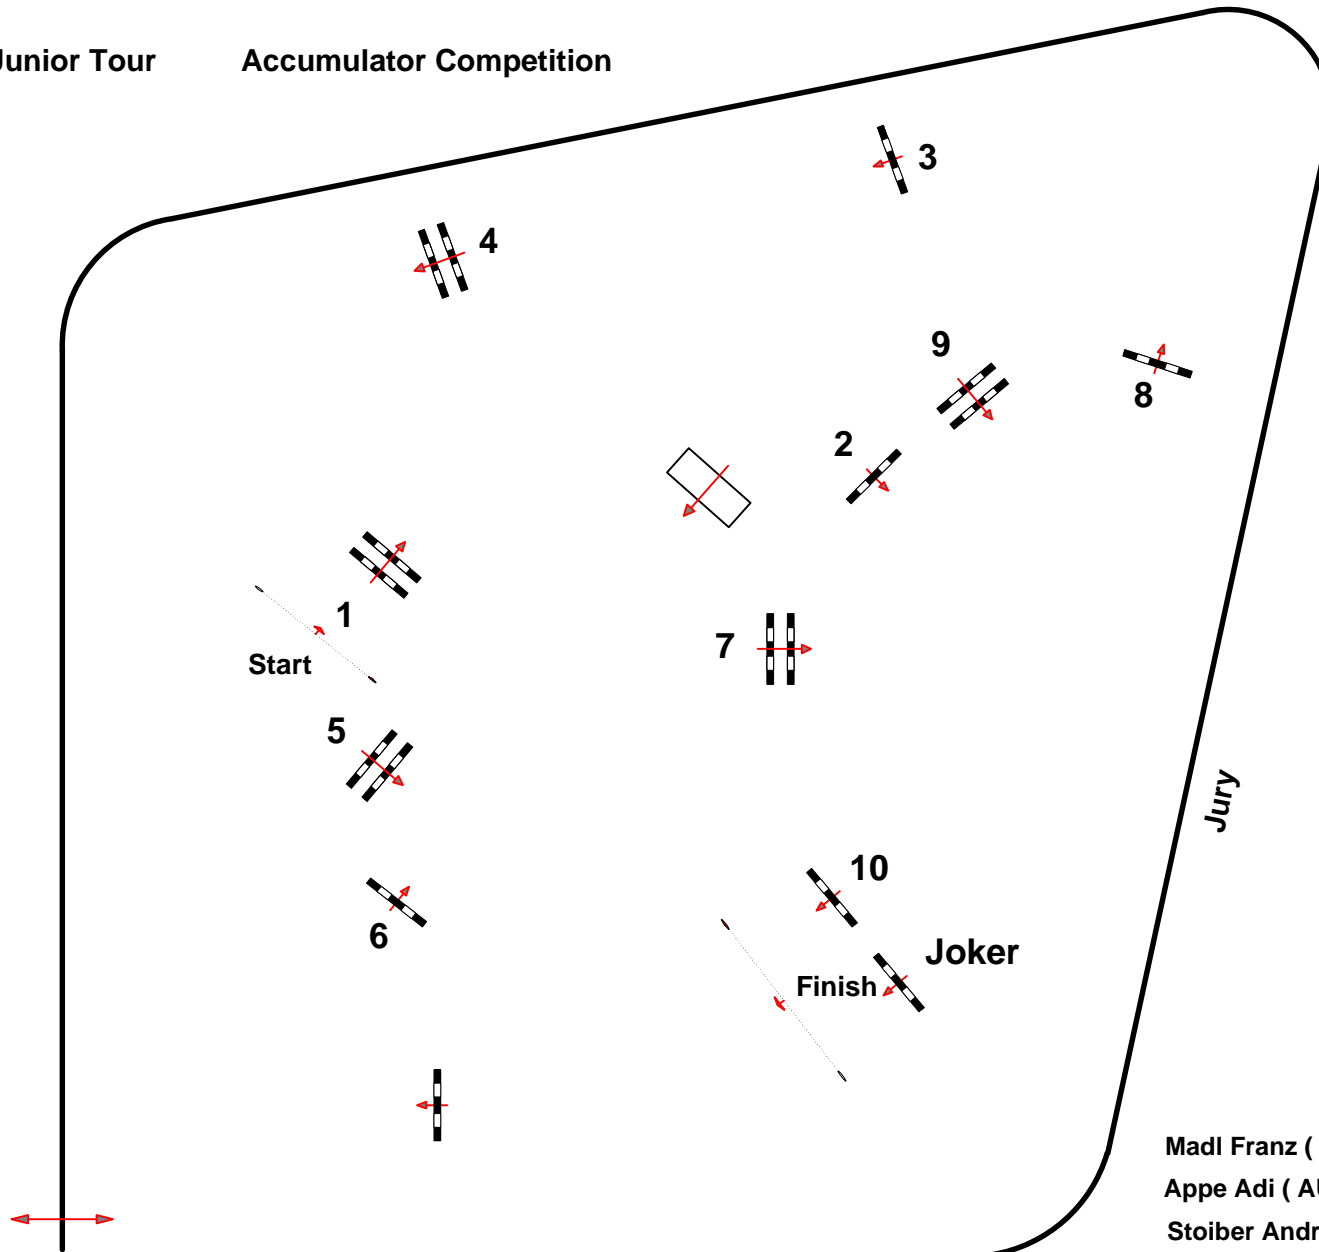 Junior Tour Accumulator Competition
3
4
9
8
2
1
Start
7
5
10
6
Joker
Finish
Jury
Madl Franz (
Appe Adi ( AU
Stoiber Andr